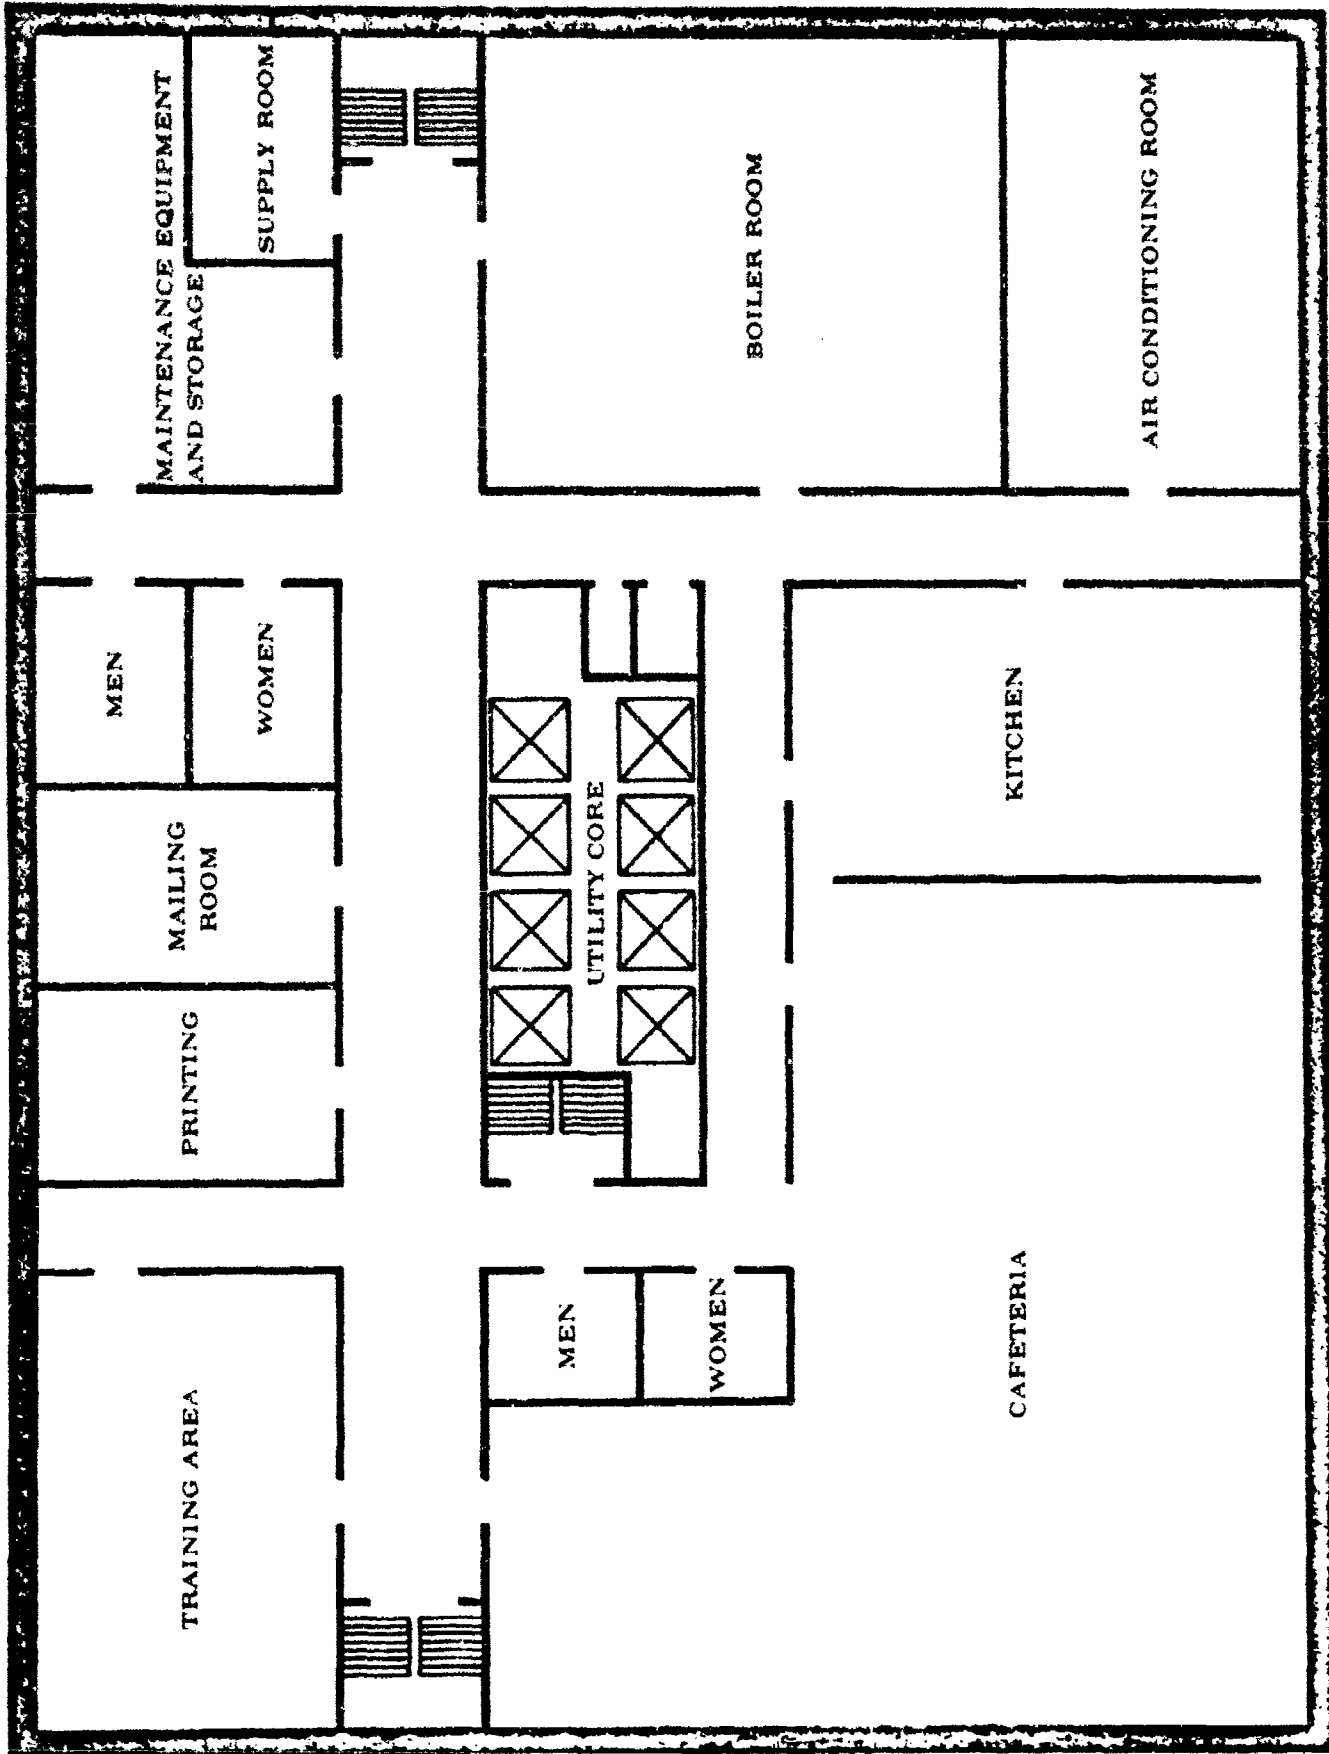 TRAINING AREA
PRINTING
MAILING
ROOM
MEN
WOMEN
MAINTENANCE EQUIPMENT
AND STORAGE
SUPPLY ROOM
MEN
WOMEN
UTILITY CORE
BOILER ROOM
CAFETERIA
KITCHEN
AIR CONDITIONING ROOM